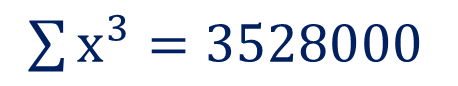 ∑ x³ = 3528000